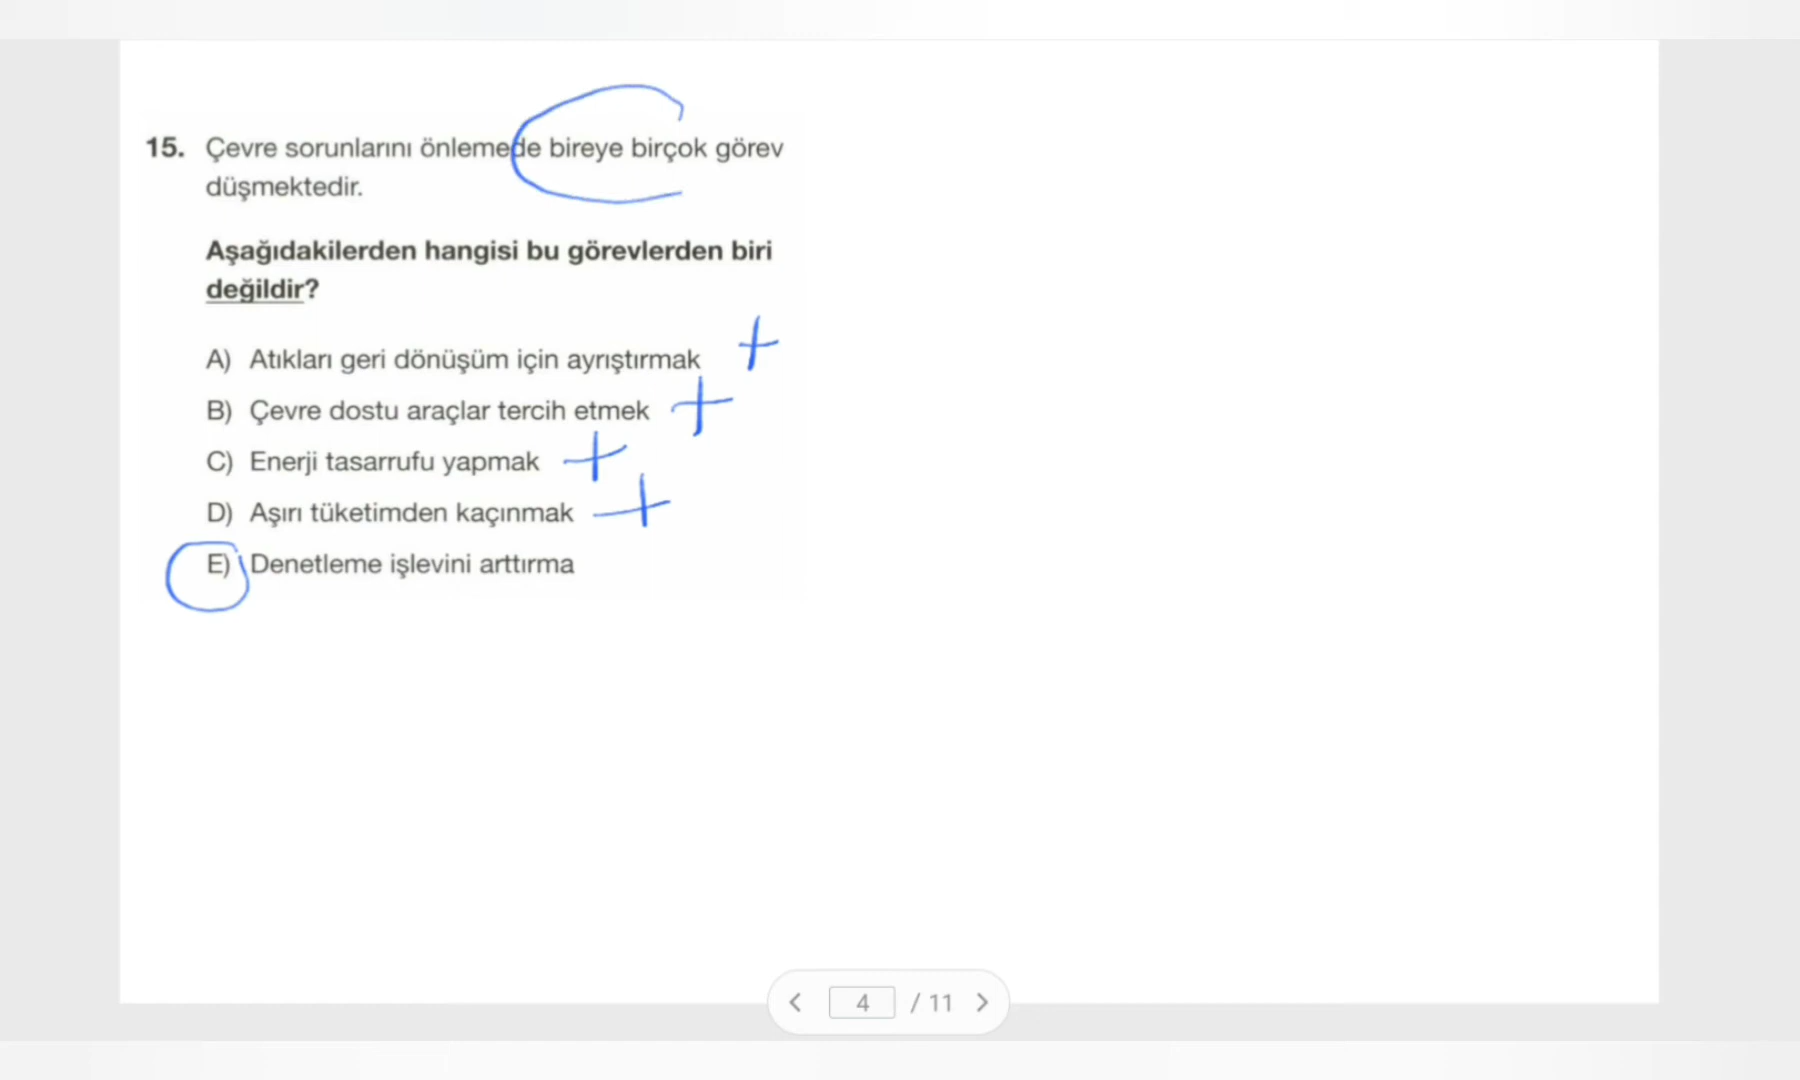 15. Çevre sorunlarını önlemede bireye birçok görev
düşmektedir.
Aşağıdakilerden hangisi bu görevlerden biri
değildir?
A) Atıkları geri dönüşüm için ayrıştırmak +
B) Çevre dostu araçlar tercih etmek +
C) Enerji tasarrufu yapmak +
D) Aşırı tüketimden kaçınmak +
E) Denetleme işlevini arttırma
< 4 / 11 >